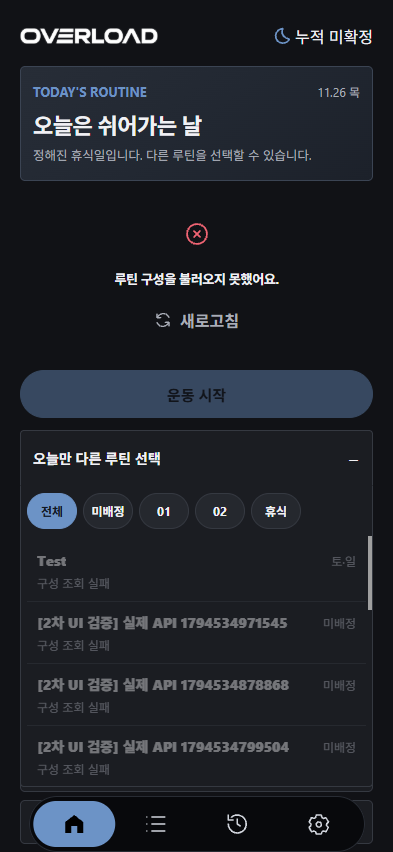 OVERLOAD
누적 미확정
TODAY'S ROUTINE
11.26 목
오늘은 쉬어가는 날
정해진 휴식일입니다. 다른 루틴을 선택할 수 있습니다.
루틴 구성을 불러오지 못했어요.
새로고침
운동 시작
오늘만 다른 루틴 선택
전체 미배정 01 02 휴식
Test
토·일
구성 조회 실패
[2차 UI 검증] 실제 API 1794534971545
미배정
구성 조회 실패
[2차 UI 검증] 실제 API 1794534878868
미배정
구성 조회 실패
[2차 UI 검증] 실제 API 1794534799504
미배정
구성 조회 실패